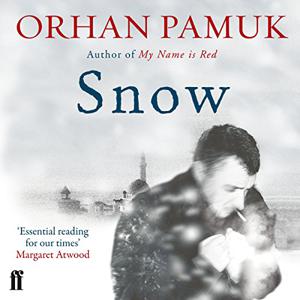 ORHAN PAMUK
Author of My Name is Red
Snow
‘Essential reading
for our times’
Margaret Atwood
ff